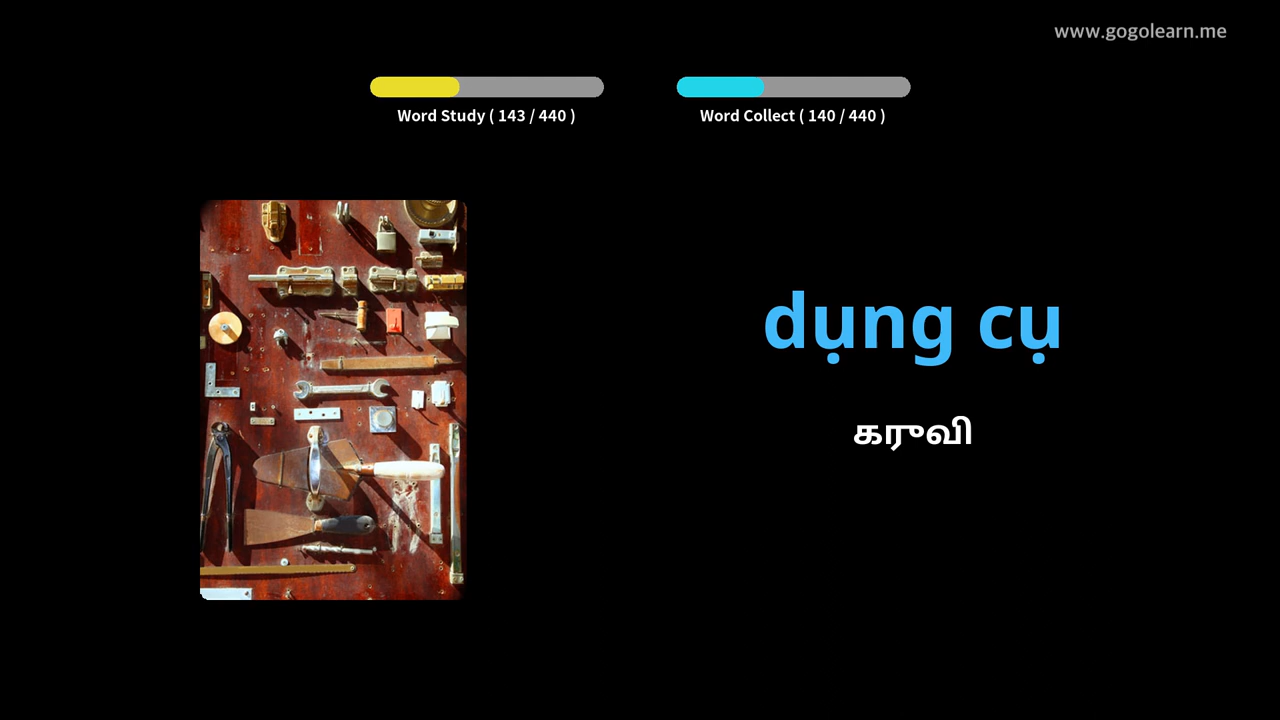 www.gogolearn.me
Word Study ( 143 / 440 )
Word Collect ( 140 / 440 )
dụng cụ
கருவி